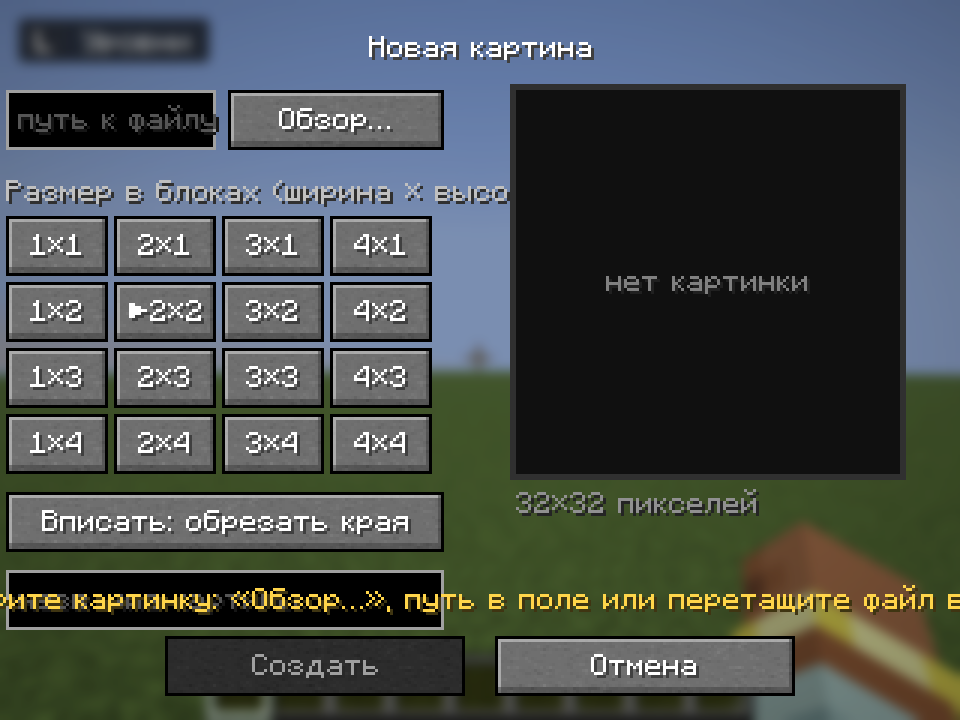 Новая картина
путь к файлу
Обзор...
Размер в блоках (ширина × высо
1×1 2×1 3×1 4×1
1×2 ▶2×2 3×2 4×2
1×3 2×3 3×3 4×3
1×4 2×4 3×4 4×4
нет картинки
32×32 пикселей
Вписать: обрезать края
рите картинку: «Обзор...», путь в поле или перетащите файл в
Создать
Отмена